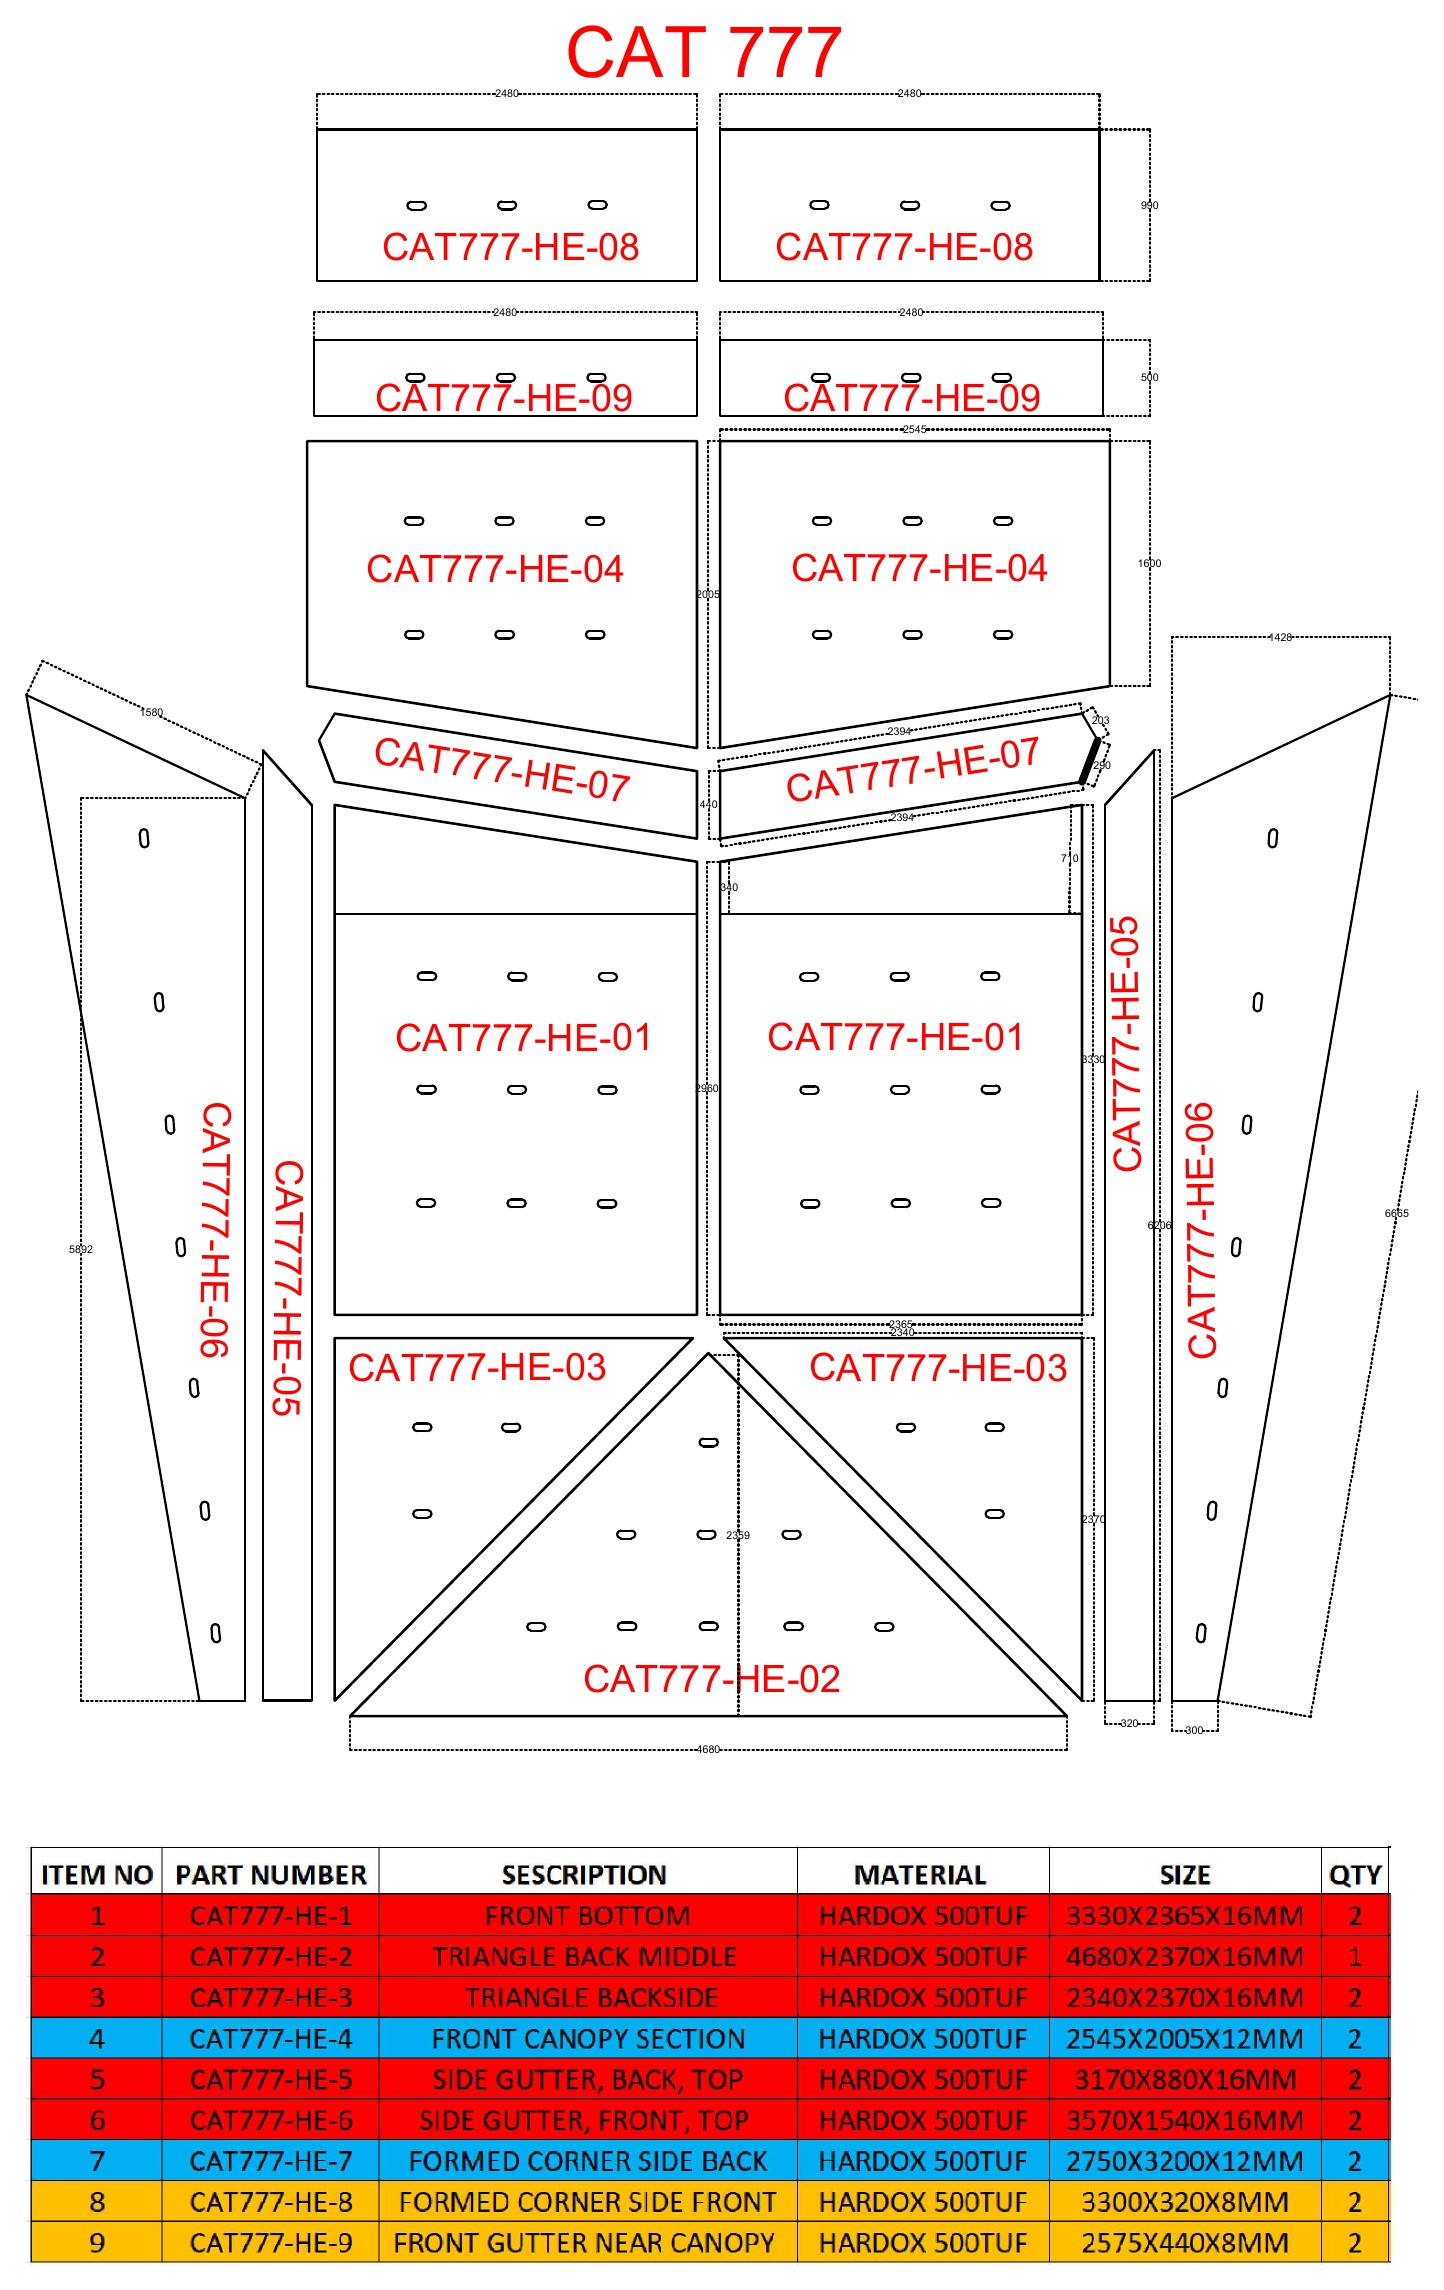 CAT 777
2480 2480
990
CAT777-HE-08 CAT777-HE-08
2480 2480
500
CAT777-HE-09 CAT777-HE-09
2545
CAT777-HE-04 CAT777-HE-04
1600
2005
1428
1580
203
2394
CAT777-HE-07 CAT777-HE-07
290
440
2394
770
340
CAT777-HE-01 CAT777-HE-01
CAT777-HE-05
3330
2960
CAT777-HE-06
CAT777-HE-05
CAT777-HE-06
6206
6665
5892
2365
2340
CAT777-HE-03 CAT777-HE-03
2370
2359
CAT777-HE-02
320
300
4680
ITEM NO PART NUMBER SESCRIPTION MATERIAL SIZE QTY
1 CAT777-HE-1 FRONT BOTTOM HARDOX 500TUF 3330X2365X16MM 2
2 CAT777-HE-2 TRIANGLE BACK MIDDLE HARDOX 500TUF 4680X2370X16MM 1
3 CAT777-HE-3 TRIANGLE BACKSIDE HARDOX 500TUF 2340X2370X16MM 2
4 CAT777-HE-4 FRONT CANOPY SECTION HARDOX 500TUF 2545X2005X12MM 2
5 CAT777-HE-5 SIDE GUTTER, BACK, TOP HARDOX 500TUF 3170X880X16MM 2
6 CAT777-HE-6 SIDE GUTTER, FRONT, TOP HARDOX 500TUF 3570X1540X16MM 2
7 CAT777-HE-7 FORMED CORNER SIDE BACK HARDOX 500TUF 2750X3200X12MM 2
8 CAT777-HE-8 FORMED CORNER SIDE FRONT HARDOX 500TUF 3300X320X8MM 2
9 CAT777-HE-9 FRONT GUTTER NEAR CANOPY HARDOX 500TUF 2575X440X8MM 2